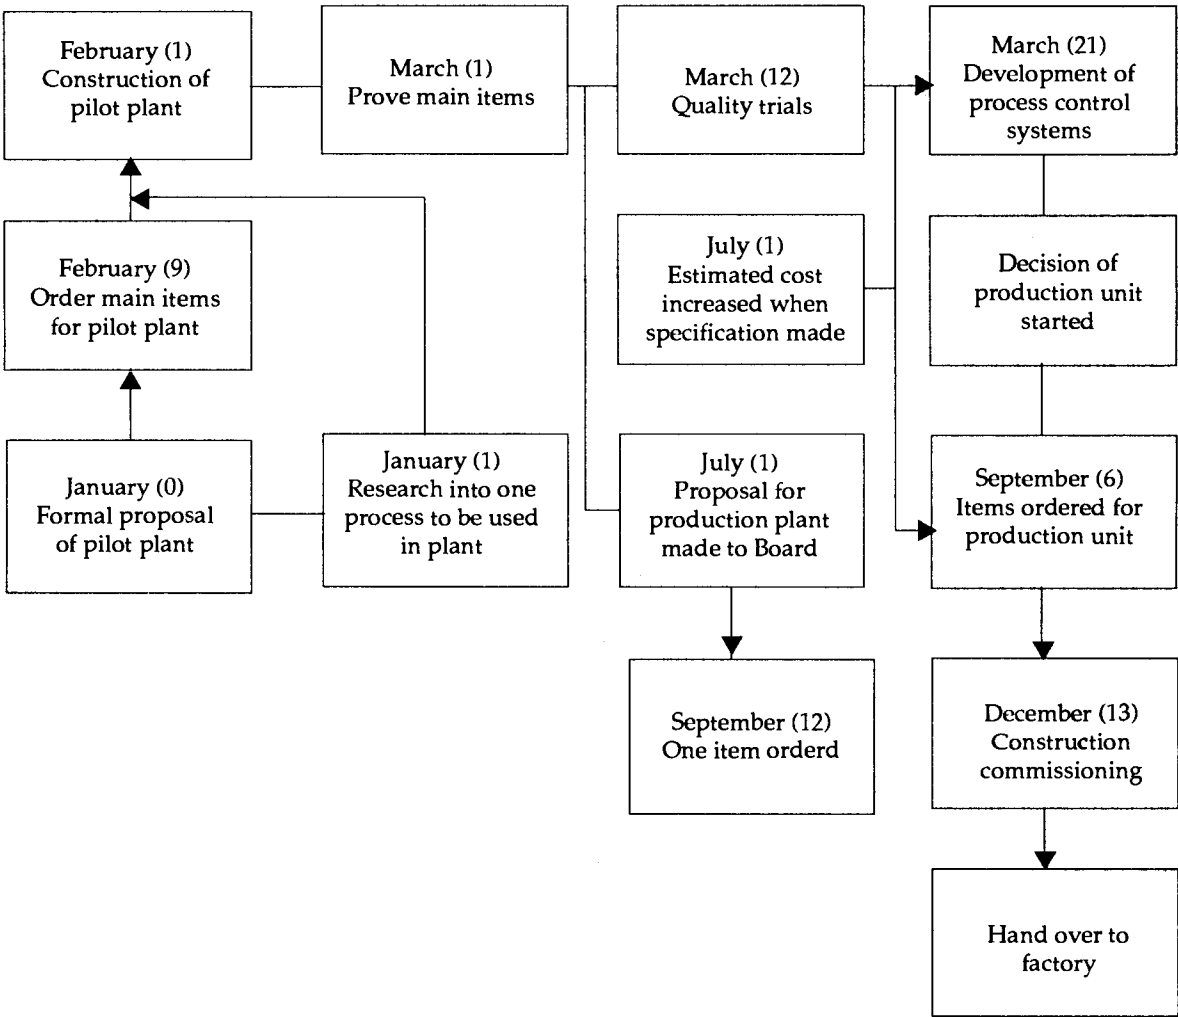 February (1)
Construction of
pilot plant
March (1)
Prove main items
March (12)
Quality trials
March (21)
Development of
process control
systems
February (9)
Order main items
for pilot plant
July (1)
Estimated cost
increased when
specification made
Decision of
production unit
started
January (0)
Formal proposal
of pilot plant
January (1)
Research into one
process to be used
in plant
July (1)
Proposal for
production plant
made to Board
September (6)
Items ordered for
production unit
September (12)
One item orderd
December (13)
Construction
commissioning
Hand over to
factory